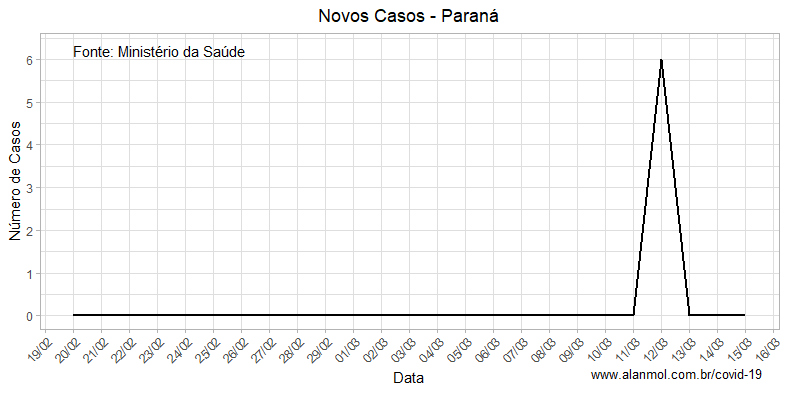 Novos Casos - Paraná
Fonte: Ministério da Saúde
Número de Casos
6
5
4
3
2
1
0
19/02 20/02 21/02 22/02 23/02 24/02 25/02 26/02 27/02 28/02 29/02 01/03 02/03 03/03 04/03 05/03 06/03 07/03 08/03 09/03 10/03 11/03 12/03 13/03 14/03 15/03 16/03
Data
www.alanmol.com.br/covid-19